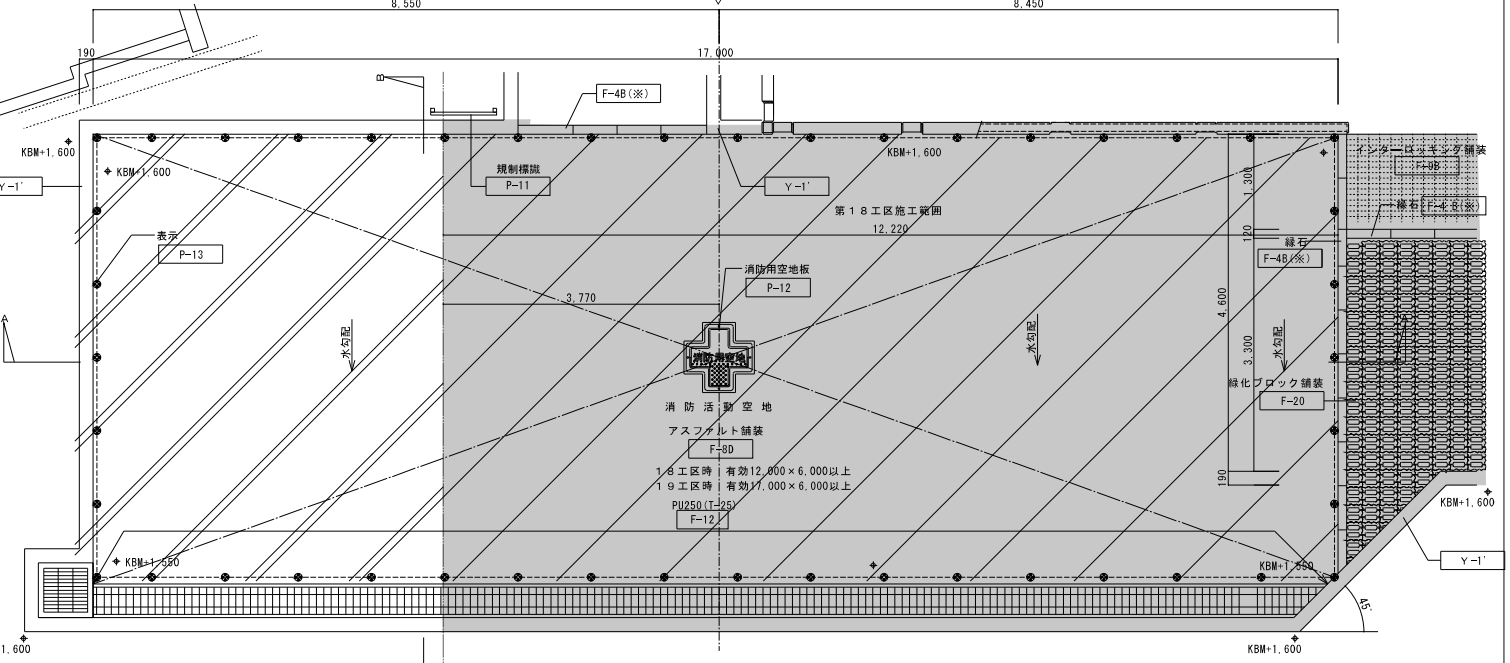 8,550
8,450
190
17,000
B
F-4B(※)
KBM+1,600
KBM+1,600
KBM+1,600
インターロッキング舗装
F-9B
Y-1'
規制標識
P-11
Y-1'
1,300
縁石 F-4B(※)
第18工区施工範囲
12,220
120
縁石
F-4B(※)
表示
P-13
消防用空地板
P-12
3,770
4,600
A
水勾配
消防用空地
水勾配
3,300
水勾配
A
緑化ブロック舗装
F-20
消防活動空地
アスファルト舗装
F-8D
18工区時 有効12,000×6,000以上
19工区時 有効17,000×6,000以上
190
PU250(T-25)
F-12
KBM+1,600
KBM+1,550
KBM+1,550
Y-1'
45°
1,600
KBM+1,600